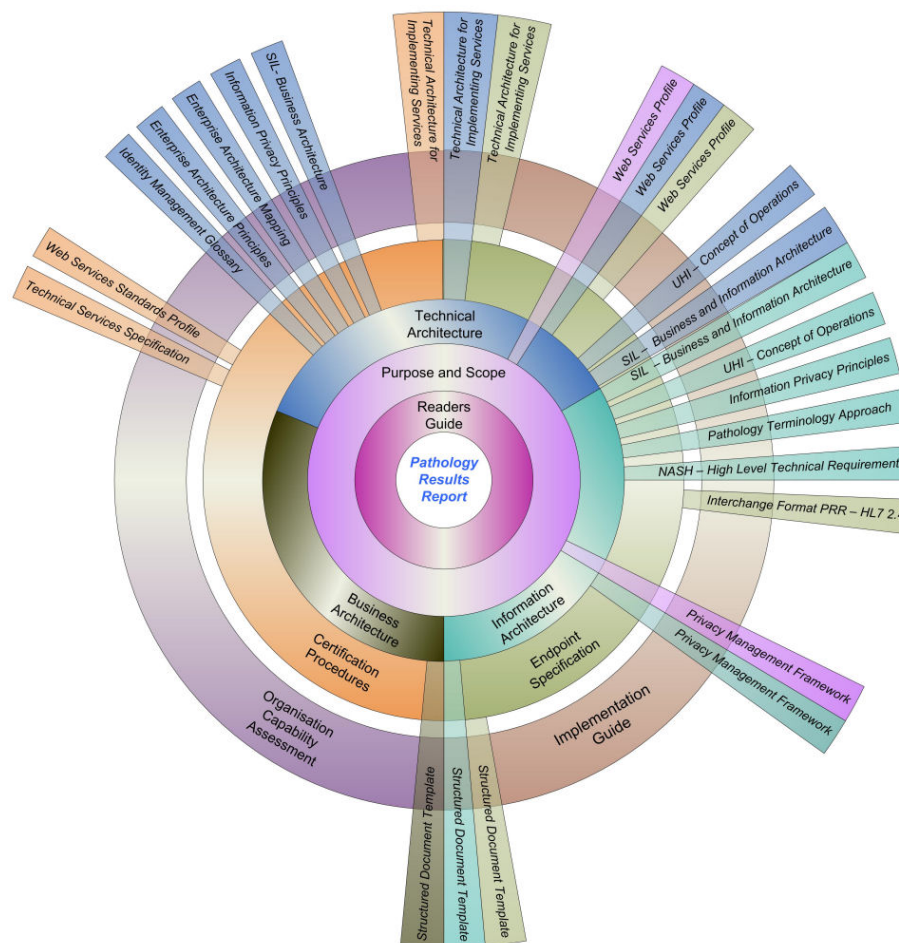 Technical Architecture for
Implementing Services
Technical Architecture for
Implementing Services
Technical Architecture for
Implementing Services
SIL- Business Architecture
Information Privacy Principles
Enterprise Architecture Mapping
Enterprise Architecture Principles
Identity Management Glossary
Web Services Standards Profile
Technical Services Specification
Web Services Profile
Web Services Profile
Web Services Profile
UHI – Concept of Operations
SIL – Business and Information Architecture
SIL – Business and Information Architecture
UHI – Concept of Operations
Information Privacy Principles
Pathology Terminology Approach
NASH – High Level Technical Requirement
Interchange Format PRR – HL7 2.
Privacy Management Framework
Privacy Management Framework
Technical
Architecture
Purpose and Scope
Readers
Guide
Pathology
Results
Report
Business
Architecture
Information
Architecture
Certification
Procedures
Endpoint
Specification
Organisation
Capability
Assessment
Implementation
Guide
Structured Document Template
Structured Document Template
Structured Document Template